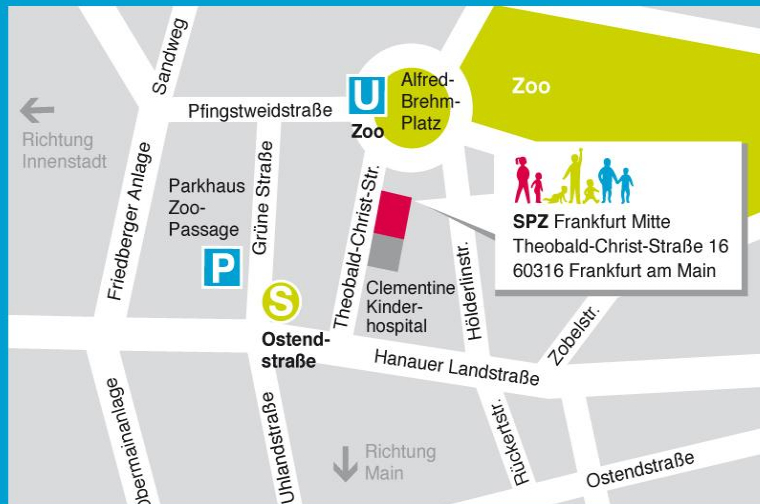 Sandweg
Alfred-
Brehm-
Platz
Zoo
U
Zoo
Pfingstweidstraße
Richtung
Innenstadt
Friedberger Anlage
Parkhaus
Zoo-
Passage
P
Grüne Straße
Theobald-Christ-Str.
SPZ Frankfurt Mitte
Theobald-Christ-Straße 16
60316 Frankfurt am Main
Clementine
Kinder-
hospital
Hölderlinstr.
S
Ostend-
straße
Zobelstr.
Hanauer Landstraße
bermainanlage
Uhlandstraße
Richtung
Main
Rückertstr.
Ostendstraße